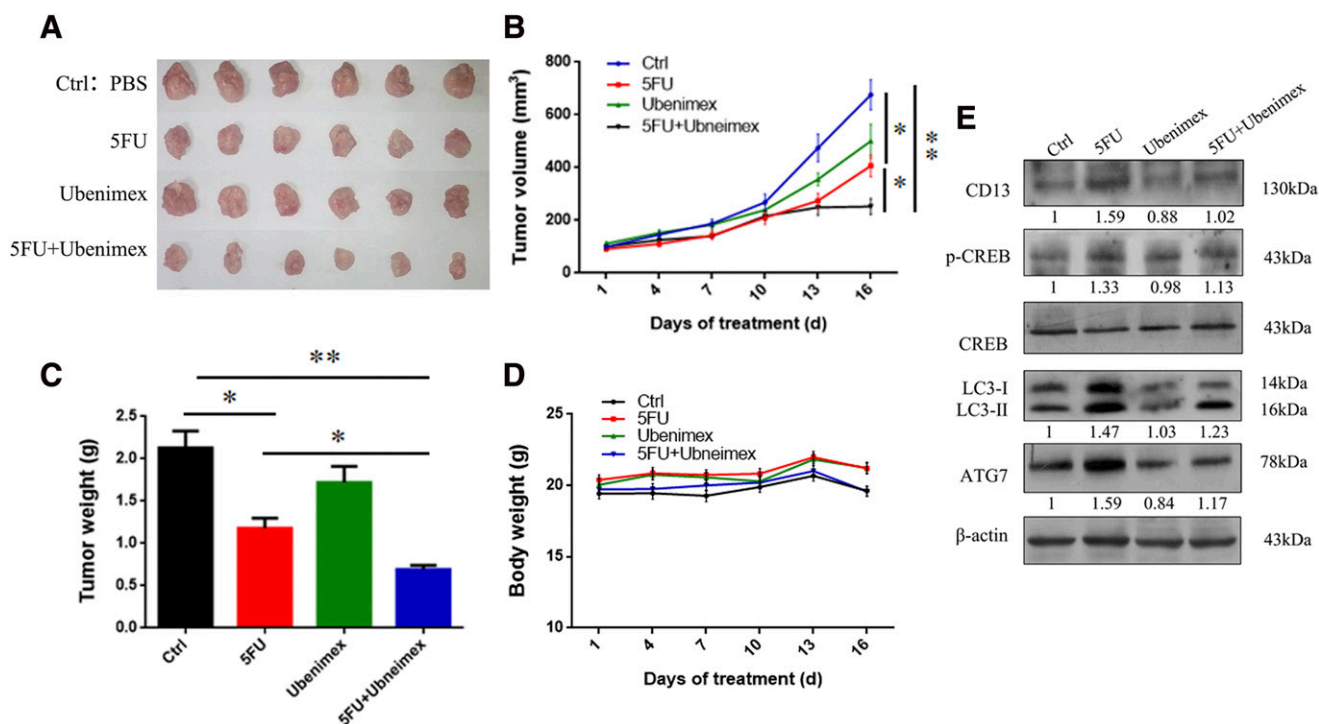 A
Ctrl: PBS
5FU
Ubenimex
5FU+Ubenimex
B
Tumor volume (mm³)
800
600
400
200
0
Ctrl
5FU
Ubenimex
5FU+Ubneimex
*
*
**
1 4 7 10 13 16
Days of treatment (d)
C
Tumor weight (g)
2.5
2.0
1.5
1.0
0.5
0.0
**
*
*
Ctrl
5FU
Ubenimex
5FU+Ubneimex
D
Body weight (g)
25
20
15
10
Ctrl
5FU
Ubenimex
5FU+Ubneimex
1 4 7 10 13 16
Days of treatment (d)
E
Ctrl 5FU Ubenimex 5FU+Ubenimex
CD13 130kDa
1 1.59 0.88 1.02
p-CREB 43kDa
1 1.33 0.98 1.13
CREB 43kDa
LC3-I 14kDa
LC3-II 16kDa
1 1.47 1.03 1.23
ATG7 78kDa
1 1.59 0.84 1.17
β-actin 43kDa